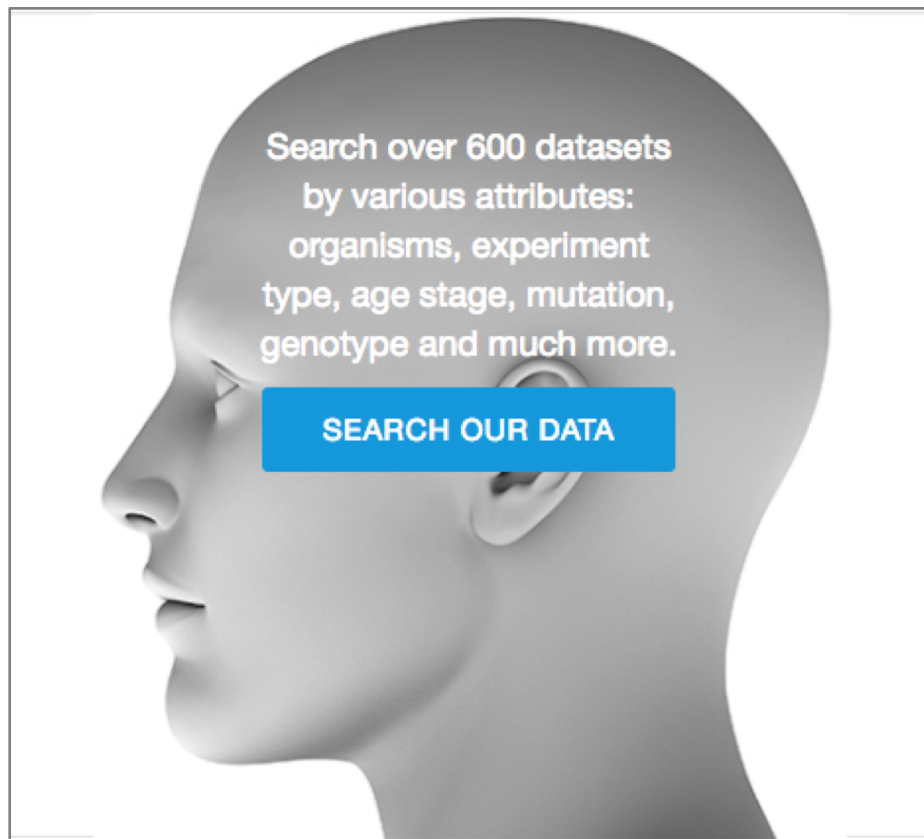 Search over 600 datasets
by various attributes:
organisms, experiment
type, age stage, mutation,
genotype and much more.
SEARCH OUR DATA